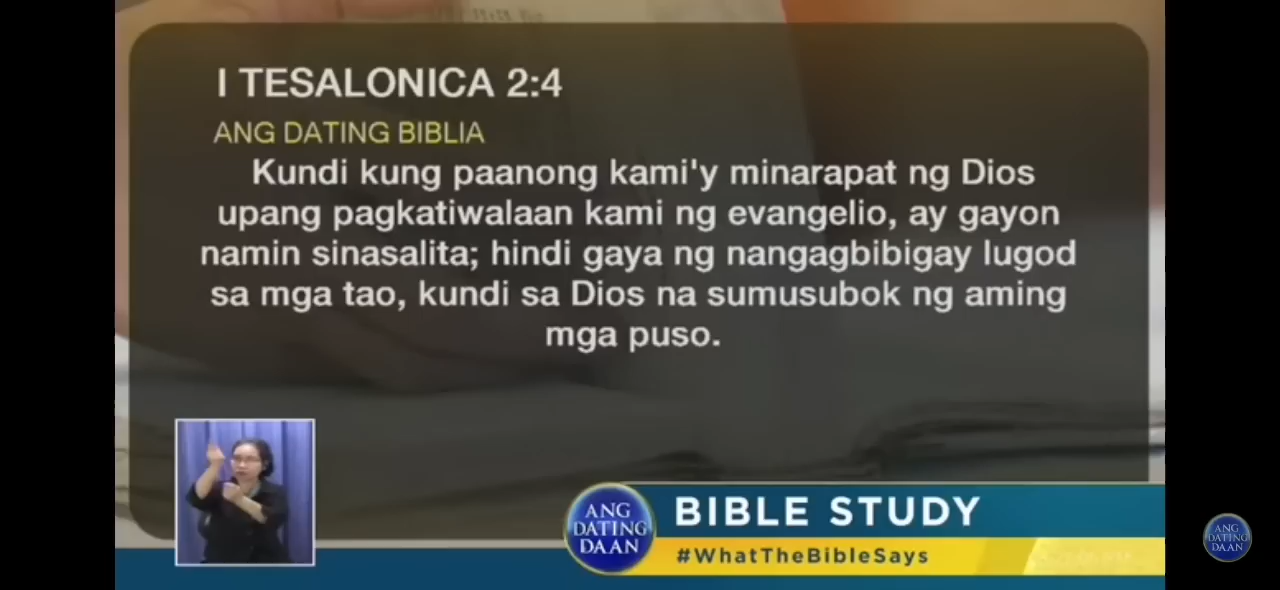 I TESALONICA 2:4
ANG DATING BIBLIA
Kundi kung paanong kami'y minarapat ng Dios
upang pagkatiwalaan kami ng evangelio, ay gayon
namin sinasalita; hindi gaya ng nangagbibigay lugod
sa mga tao, kundi sa Dios na sumusubok ng aming
mga puso.
ANG
DATING
DAAN
BIBLE STUDY
#WhatTheBibleSays
ANG
DATING
DAAN